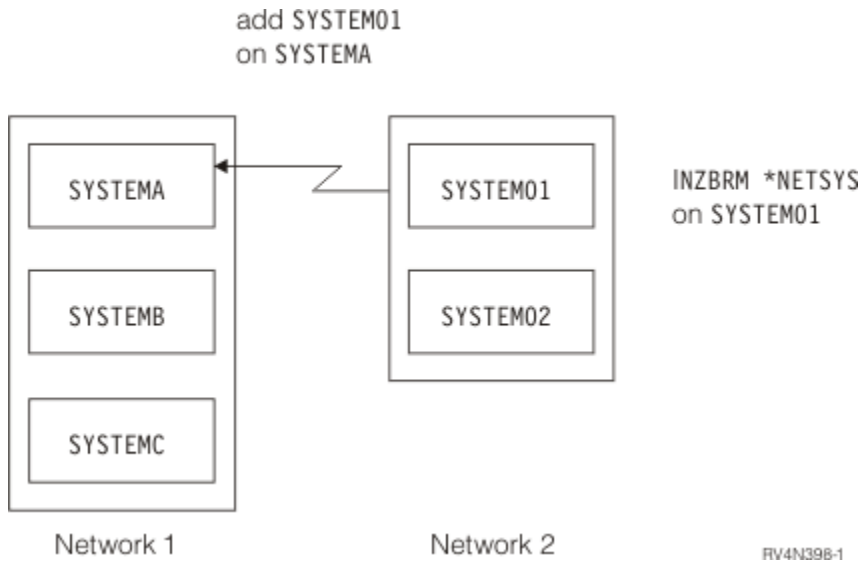 add SYSTEM01
on SYSTEMA
SYSTEMA
SYSTEMB
SYSTEMC
Network 1
SYSTEM01
SYSTEM02
Network 2
INZBRM *NETSYS
on SYSTEM01
RV4N398-1